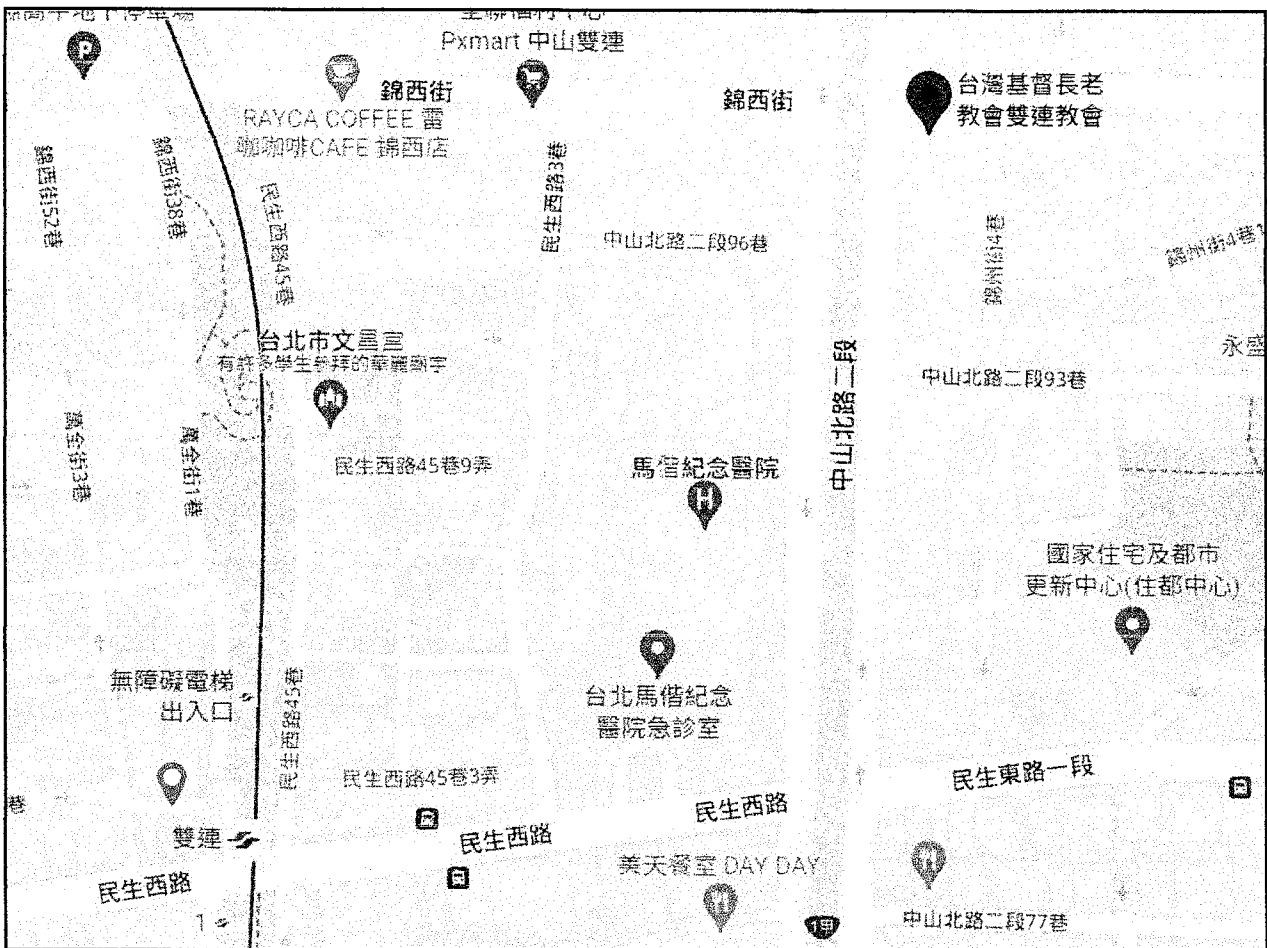 Pxmart 中山雙連
錦西街
錦西街
台灣基督長老
教會雙連教會
RAYCA COFFEE 雷
咖咖啡CAFE 錦西店
錦西街52巷
錦西街38巷
民生西路45巷
民生西路3巷
中山北路二段96巷
錦州街4巷
錦州街4巷1
台北市文昌宮
有許多學生參拜的華麗廟宇
永盛
中山北路二段93巷
中山北路二段
萬全街3巷
萬全街1巷
民生西路45巷9弄
馬偕紀念醫院
H
國家住宅及都市
更新中心(住都中心)
無障礙電梯
出入口
民生西路45巷
台北馬偕紀念
醫院急診室
民生西路45巷3弄
民生東路一段
巷
民生西路
雙連
民生西路
美天餐室 DAY DAY
民生西路
1
中山北路二段77巷
P